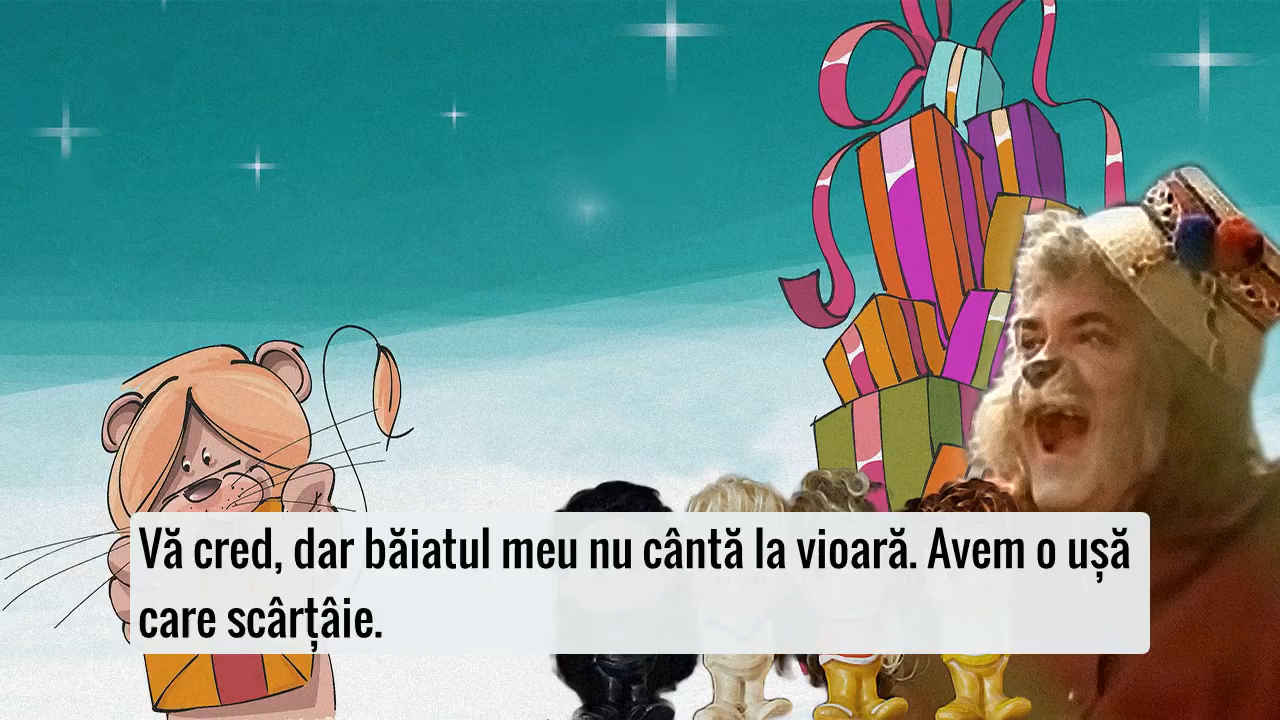 Vă cred, dar băiatul meu nu cântă la vioară. Avem o ușă
care scârțâie.